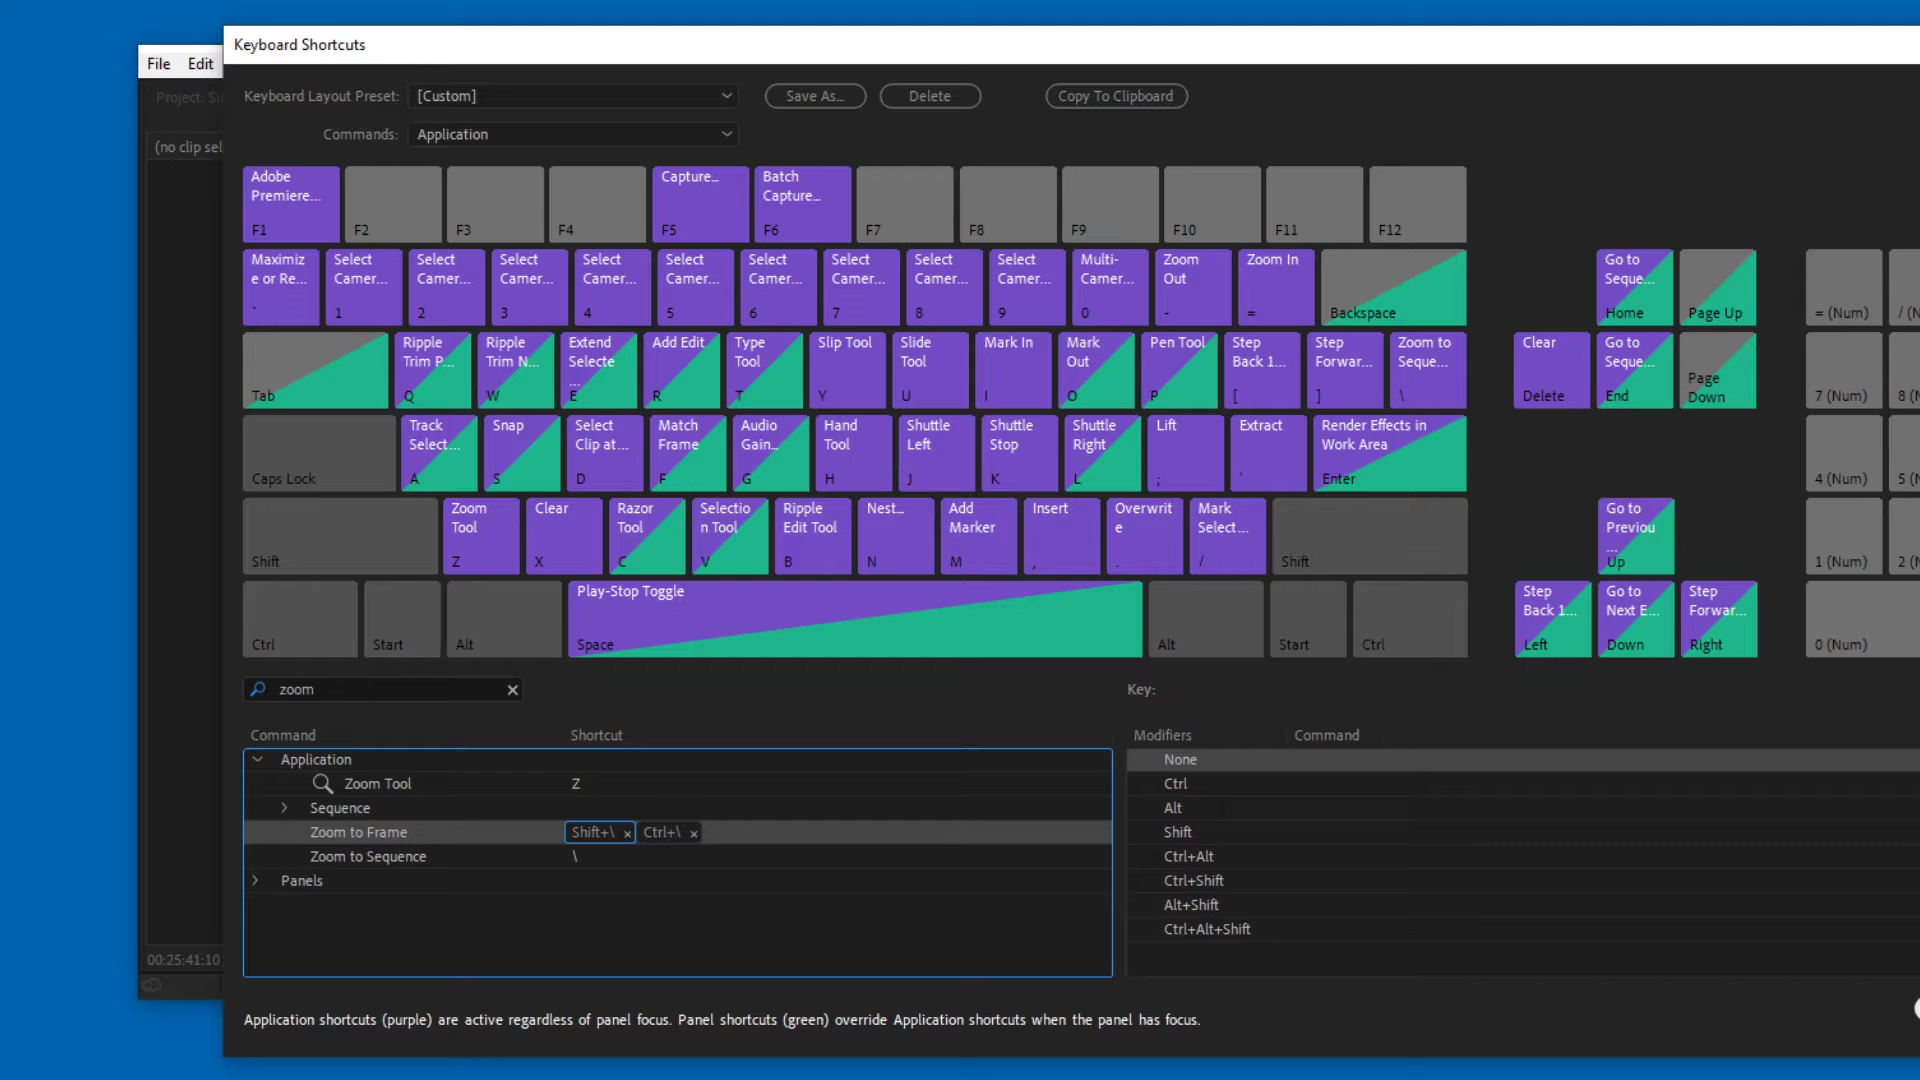 Keyboard Shortcuts
File Edit
Project: Si
(no clip sel
00:25:41:10
Keyboard Layout Preset: [Custom] Save As... Delete Copy To Clipboard
Commands: Application
Adobe Premiere... F1
F2
F3
F4
Capture... F5
Batch Capture... F6
F7
F8
F9
F10
F11
F12
Maximiz e or Re... `
Select Camer... 1
Select Camer... 2
Select Camer... 3
Select Camer... 4
Select Camer... 5
Select Camer... 6
Select Camer... 7
Select Camer... 8
Select Camer... 9
Multi- Camer... 0
Zoom Out -
Zoom In =
Backspace
Go to Seque... Home
Page Up
= (Num)
/ (N
Tab
Ripple Trim P... Q
Ripple Trim N... W
Extend Selecte ... E
Add Edit R
Type Tool T
Slip Tool Y
Slide Tool U
Mark In I
Mark Out O
Pen Tool P
Step Back 1... [
Step Forwar... ]
Zoom to Seque... \
Clear Delete
Go to Seque... End
Page Down
7 (Num)
8 (N
Caps Lock
Track Select... A
Snap S
Select Clip at... D
Match Frame F
Audio Gain... G
Hand Tool H
Shuttle Left J
Shuttle Stop K
Shuttle Right L
Lift ;
Extract '
Render Effects in Work Area Enter
4 (Num)
5 (N
Shift
Zoom Tool Z
Clear X
Razor Tool C
Selectio n Tool V
Ripple Edit Tool B
Nest... N
Add Marker M
Insert ,
Overwrit e .
Mark Select... /
Shift
Go to Previou ... Up
1 (Num)
2 (N
Ctrl
Start
Alt
Play-Stop Toggle Space
Alt
Start
Ctrl
Step Back 1... Left
Go to Next E... Down
Step Forwar... Right
0 (Num)
zoom
Key:
Command Shortcut
Application
Zoom Tool Z
Sequence
Zoom to Frame Shift+\ x Ctrl+\ x
Zoom to Sequence \
Panels
Modifiers Command
None
Ctrl
Alt
Shift
Ctrl+Alt
Ctrl+Shift
Alt+Shift
Ctrl+Alt+Shift
Application shortcuts (purple) are active regardless of panel focus. Panel shortcuts (green) override Application shortcuts when the panel has focus.